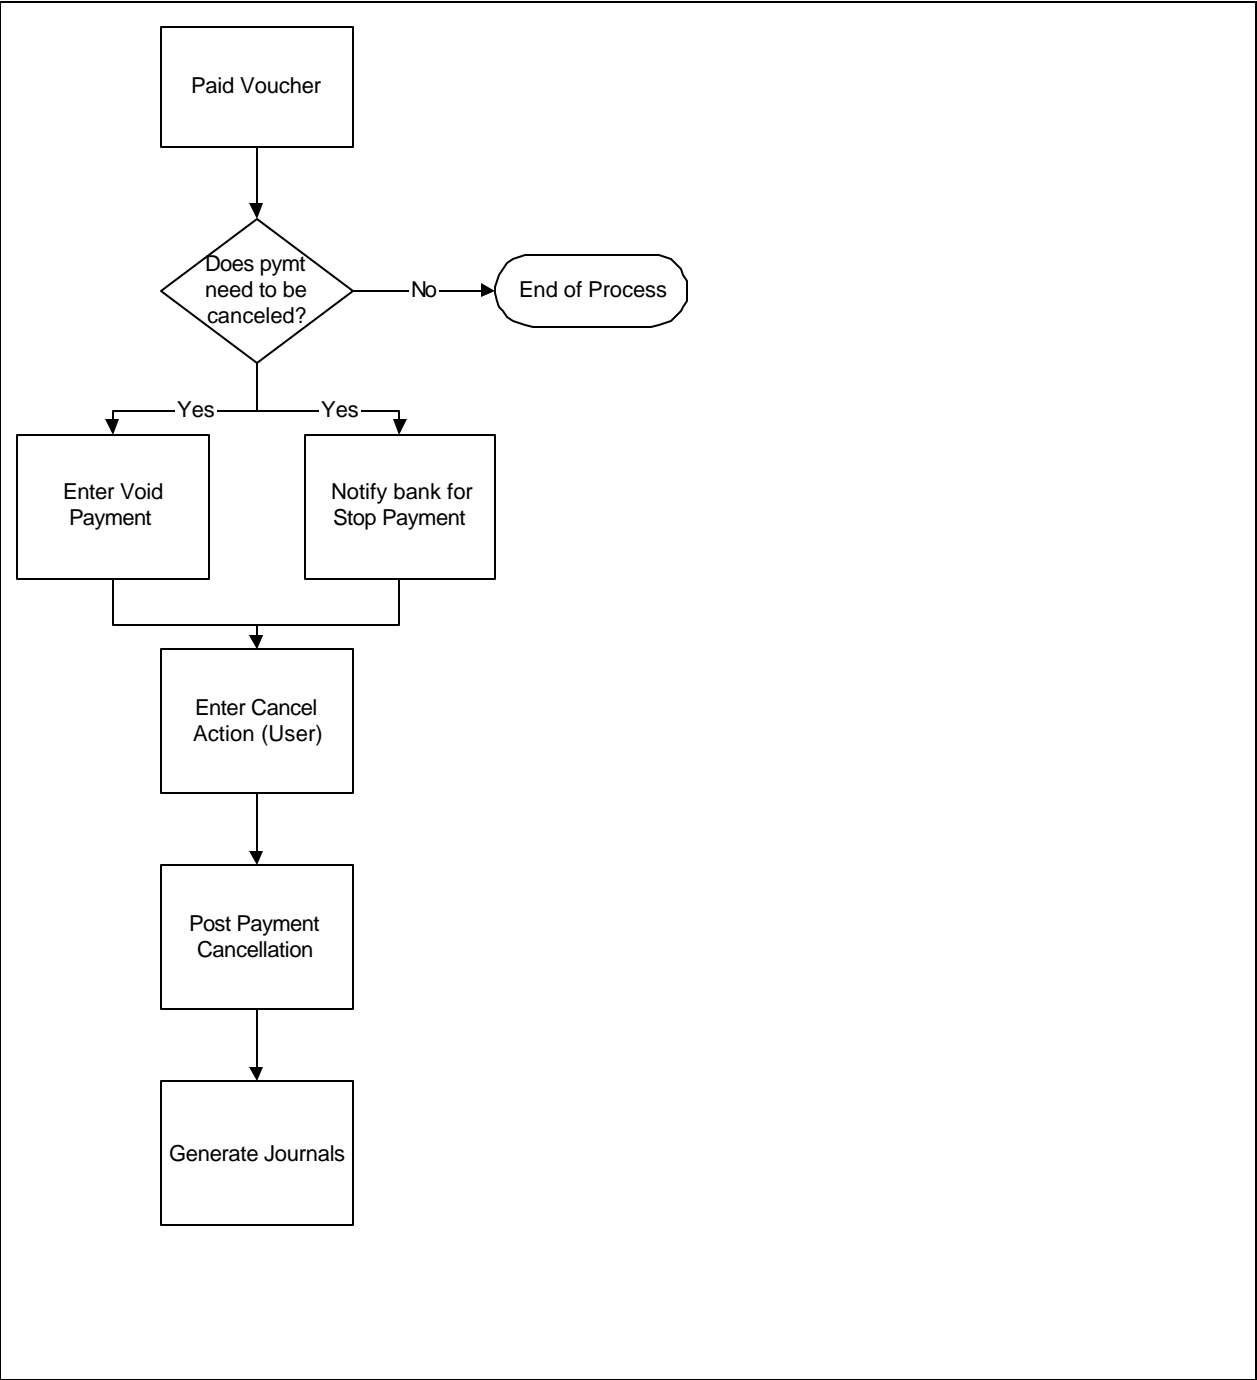 Paid Voucher
Does pymt
need to be
canceled?
No
End of Process
Yes
Yes
Enter Void
Payment
Notify bank for
Stop Payment
Enter Cancel
Action (User)
Post Payment
Cancellation
Generate Journals